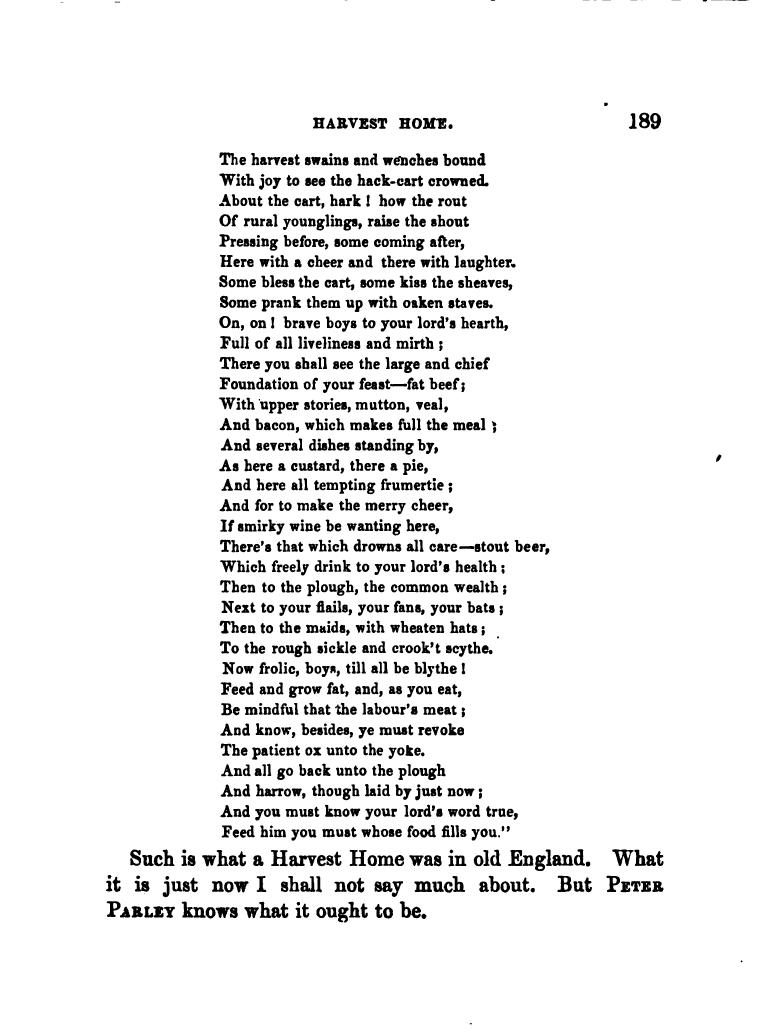 HARVEST HOME. 189
The harvest swains and wenches bound
With joy to see the hack-cart crowned.
About the cart, hark! how the rout
Of rural younglings, raise the shout
Pressing before, some coming after,
Here with a cheer and there with laughter.
Some bless the cart, some kiss the sheaves,
Some prank them up with oaken staves.
On, on! brave boys to your lord's hearth,
Full of all liveliness and mirth;
There you shall see the large and chief
Foundation of your feast—fat beef;
With upper stories, mutton, veal,
And bacon, which makes full the meal;
And several dishes standing by,
As here a custard, there a pie,
And here all tempting frumertie;
And for to make the merry cheer,
If smirky wine be wanting here,
There's that which drowns all care—stout beer,
Which freely drink to your lord's health;
Then to the plough, the common wealth;
Next to your flails, your fans, your bats;
Then to the maids, with wheaten hats;
To the rough sickle and crook't scythe.
Now frolic, boys, till all be blythe!
Feed and grow fat, and, as you eat,
Be mindful that the labour's meat;
And know, besides, ye must revoke
The patient ox unto the yoke.
And all go back unto the plough
And harrow, though laid by just now;
And you must know your lord's word true,
Feed him you must whose food fills you."
Such is what a Harvest Home was in old England. What
it is just now I shall not say much about. But PETER
PARLEY knows what it ought to be.